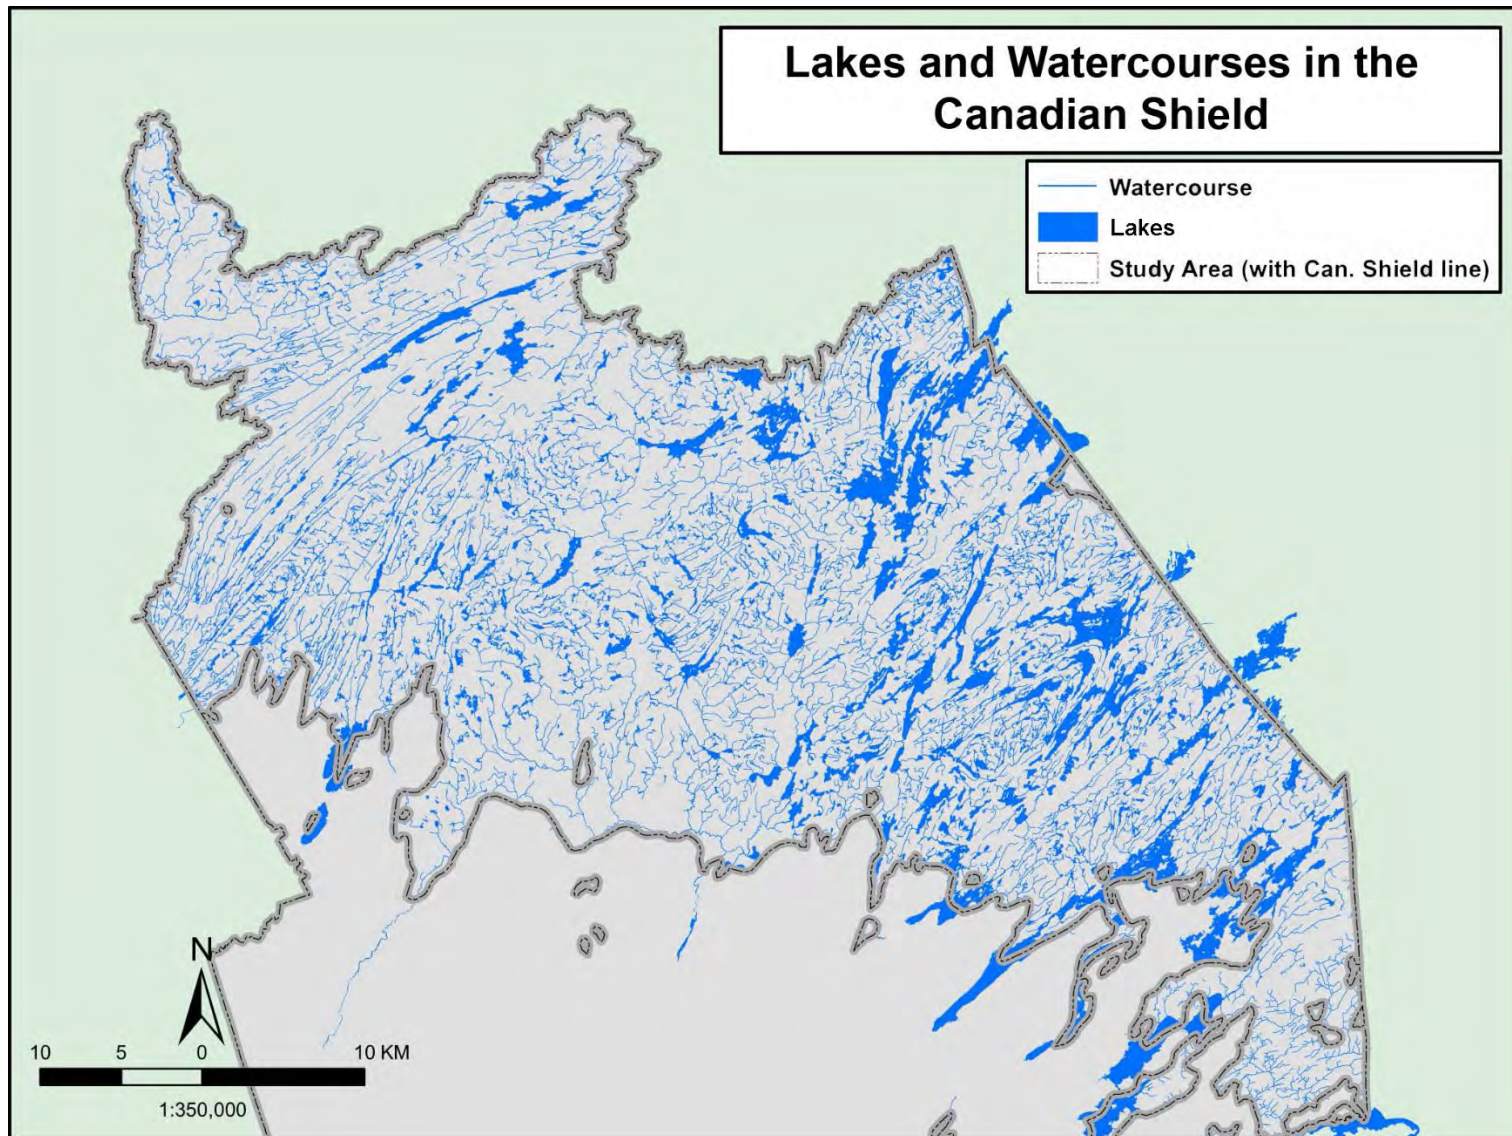 Lakes and Watercourses in the
Canadian Shield
Watercourse
Lakes
Study Area (with Can. Shield line)
N
10 5 0 10 KM
1:350,000